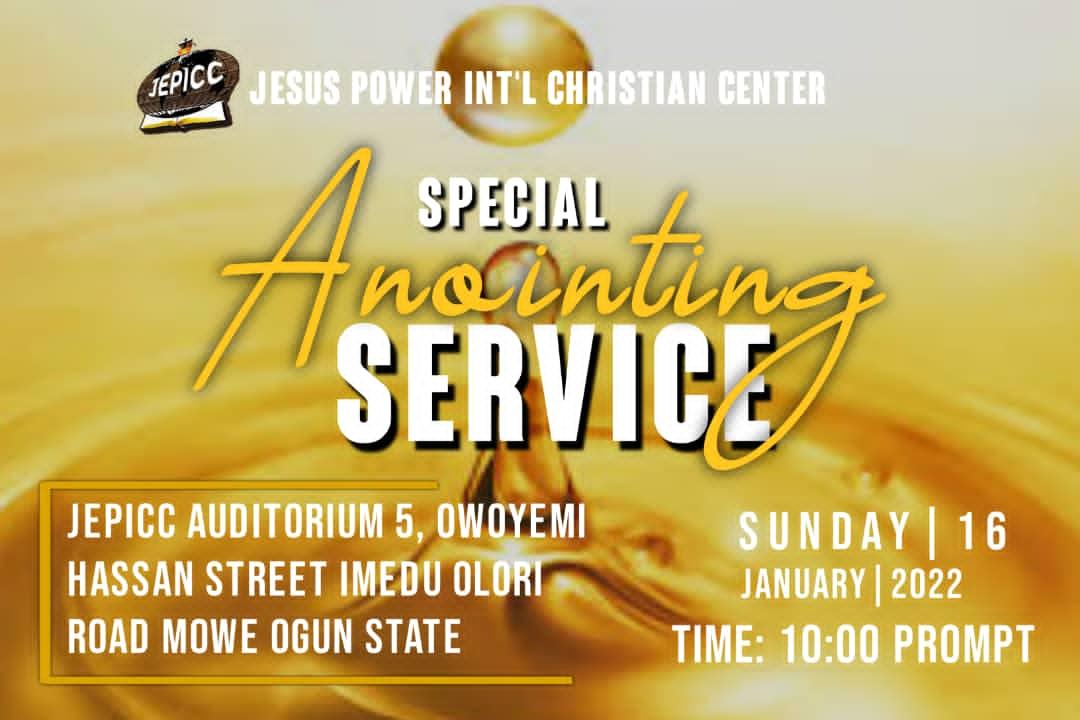 JEPICC
JESUS POWER INT'L CHRISTIAN CENTER
SPECIAL
Anointing
SERVICE
JEPICC AUDITORIUM 5, OWOYEMI
HASSAN STREET IMEDU OLORI
ROAD MOWE OGUN STATE
SUNDAY | 16
JANUARY | 2022
TIME: 10:00 PROMPT